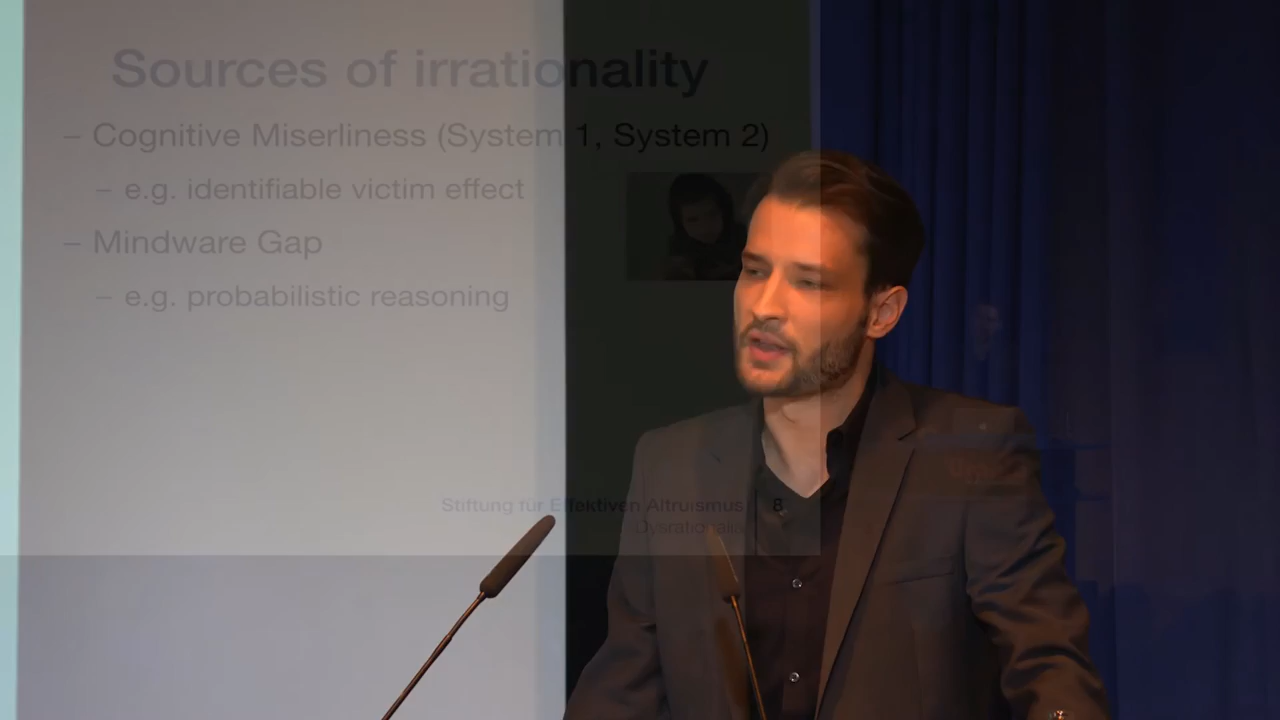 Sources of irrationality
– Cognitive Miserliness (System 1, System 2)
– e.g. identifiable victim effect
– Mindware Gap
– e.g. probabilistic reasoning
Stiftung für Effektiven Altruismus 8